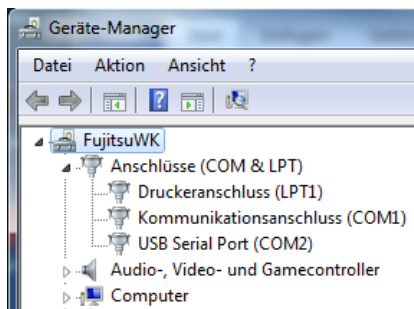 Geräte-Manager
Datei Aktion Ansicht ?
FujitsuWK
Anschlüsse (COM & LPT)
Druckeranschluss (LPT1)
Kommunikationsanschluss (COM1)
USB Serial Port (COM2)
Audio-, Video- und Gamecontroller
Computer